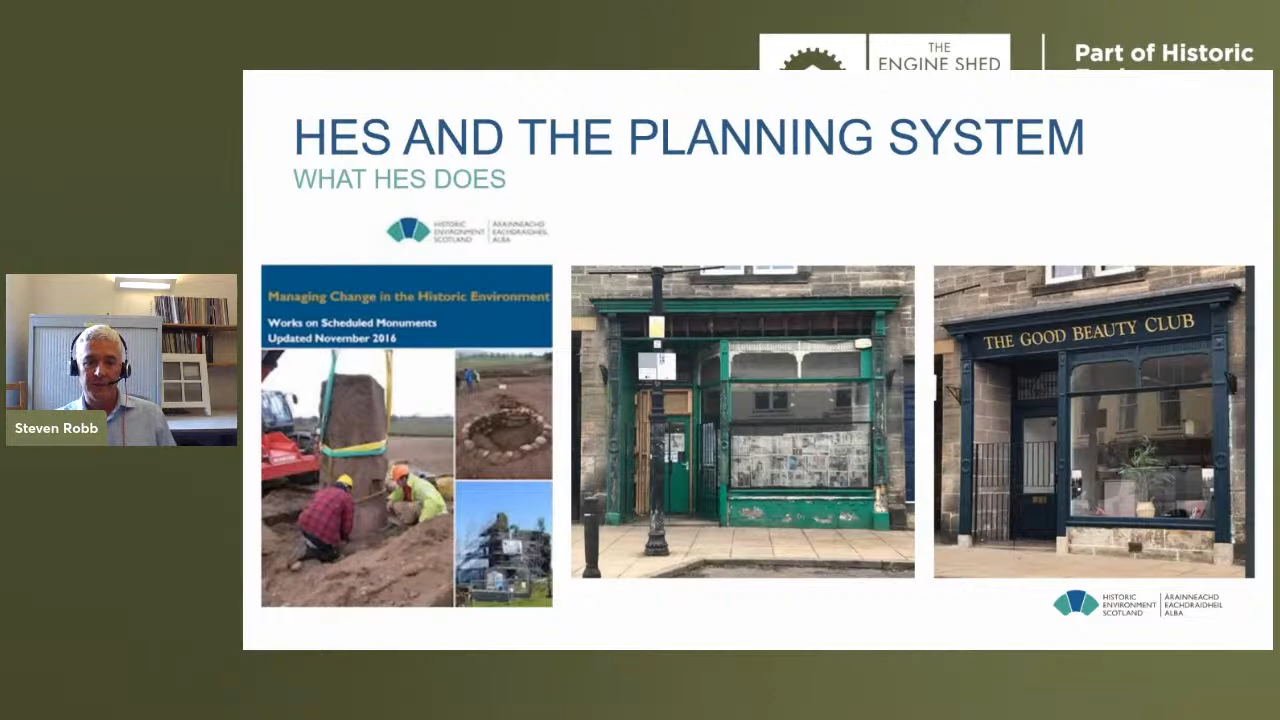 THE
ENGINE SHED
Part of Historic
HES AND THE PLANNING SYSTEM
WHAT HES DOES
HISTORIC
ENVIRONMENT
SCOTLAND
ÀRAINNEACHD
EACHDRAIDHEIL
ALBA
Managing Change in the Historic Environment
Works on Scheduled Monuments
Updated November 2016
THE GOOD BEAUTY CLUB
Steven Robb
HISTORIC
ENVIRONMENT
SCOTLAND
ÀRAINNEACHD
EACHDRAIDHEIL
ALBA